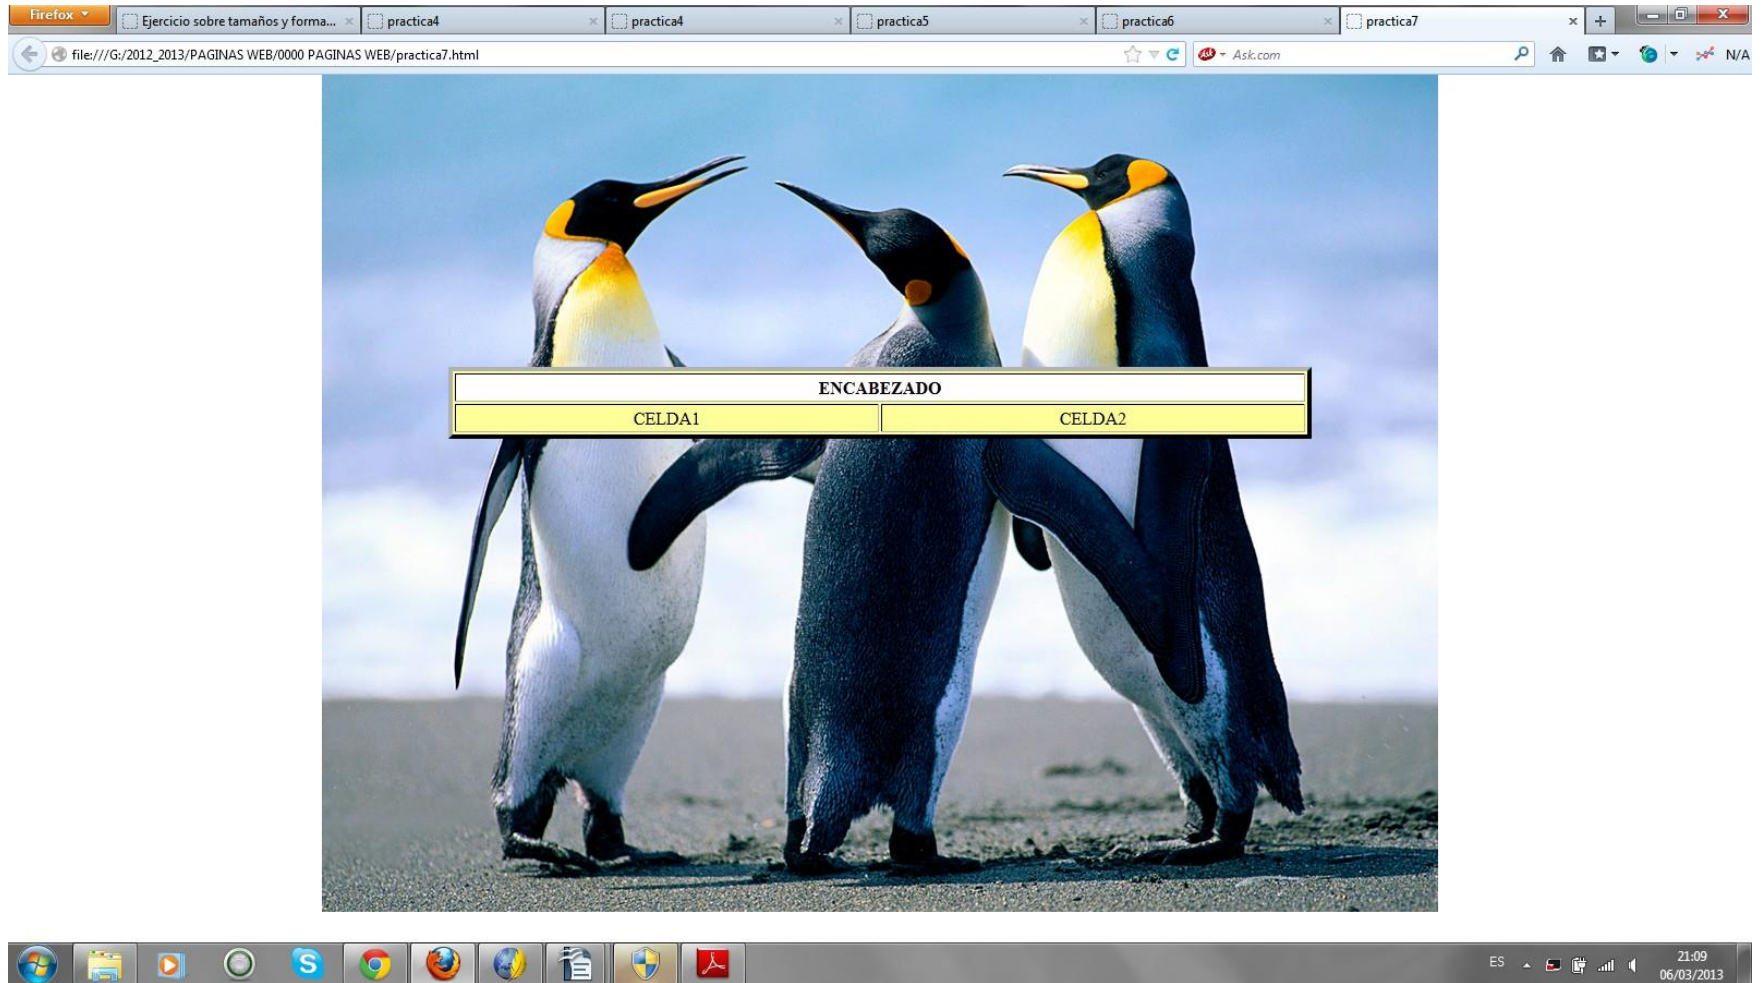 Firefox
Ejercicio sobre tamaños y forma...
practica4
practica4
practica5
practica6
practica7
file:///G:/2012_2013/PAGINAS WEB/0000 PAGINAS WEB/practica7.html
Ask
Ask.com
N/A
ENCABEZADO
CELDA1 CELDA2
ES
21:09
06/03/2013